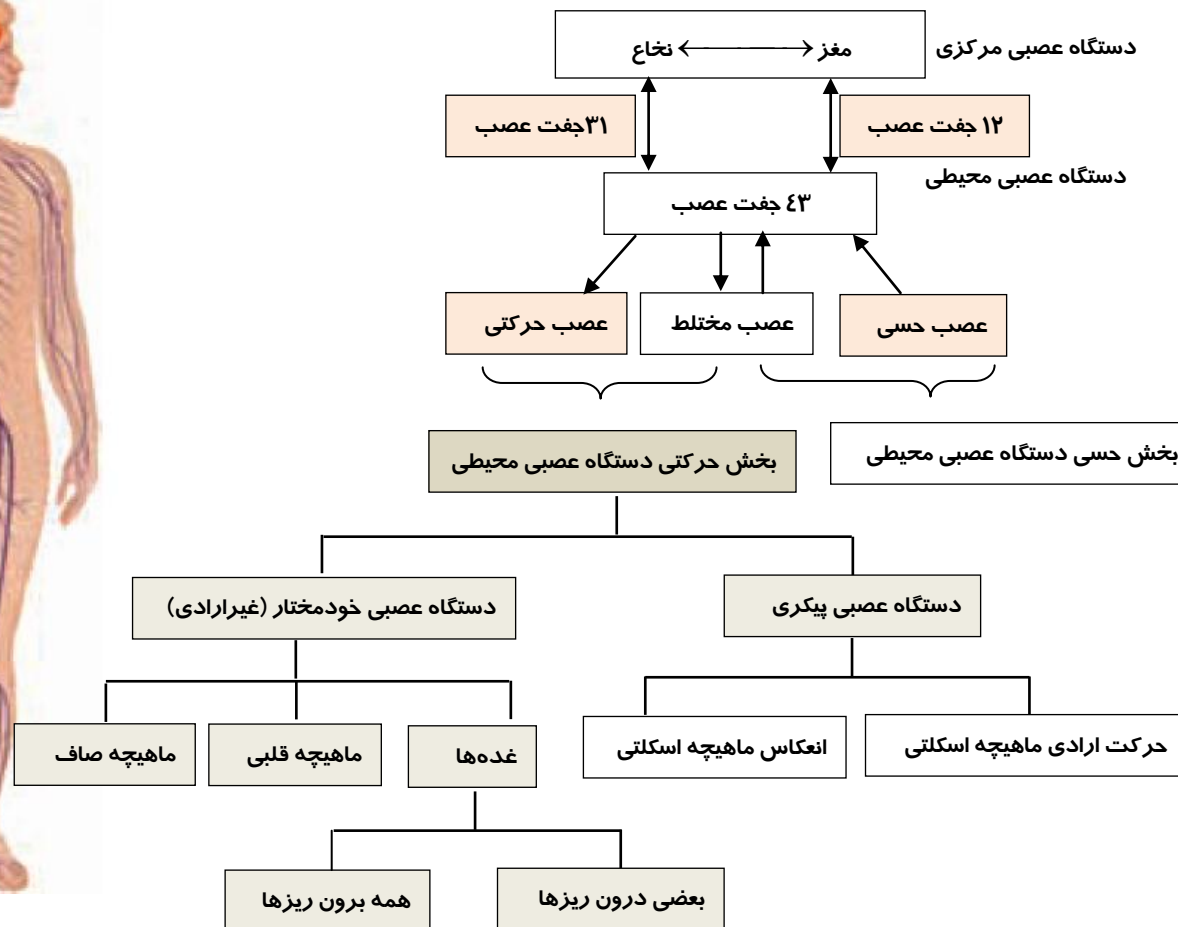 دستگاه عصبی مرکزی
مغز نخاع
۱۲ جفت عصب
۳۱جفت عصب
دستگاه عصبی محیطی
٤۳ جفت عصب
عصب حسی
عصب مختلط
عصب حرکتی
بخش حسی دستگاه عصبی محیطی
بخش حرکتی دستگاه عصبی محیطی
دستگاه عصبی پیکری
دستگاه عصبی خودمختار (غیرارادی)
حرکت ارادی ماهیچه اسکلتی
انعکاس ماهیچه اسکلتی
غده‌ها
ماهیچه قلبی
ماهیچه صاف
بعضی درون ریزها
همه برون ریزها